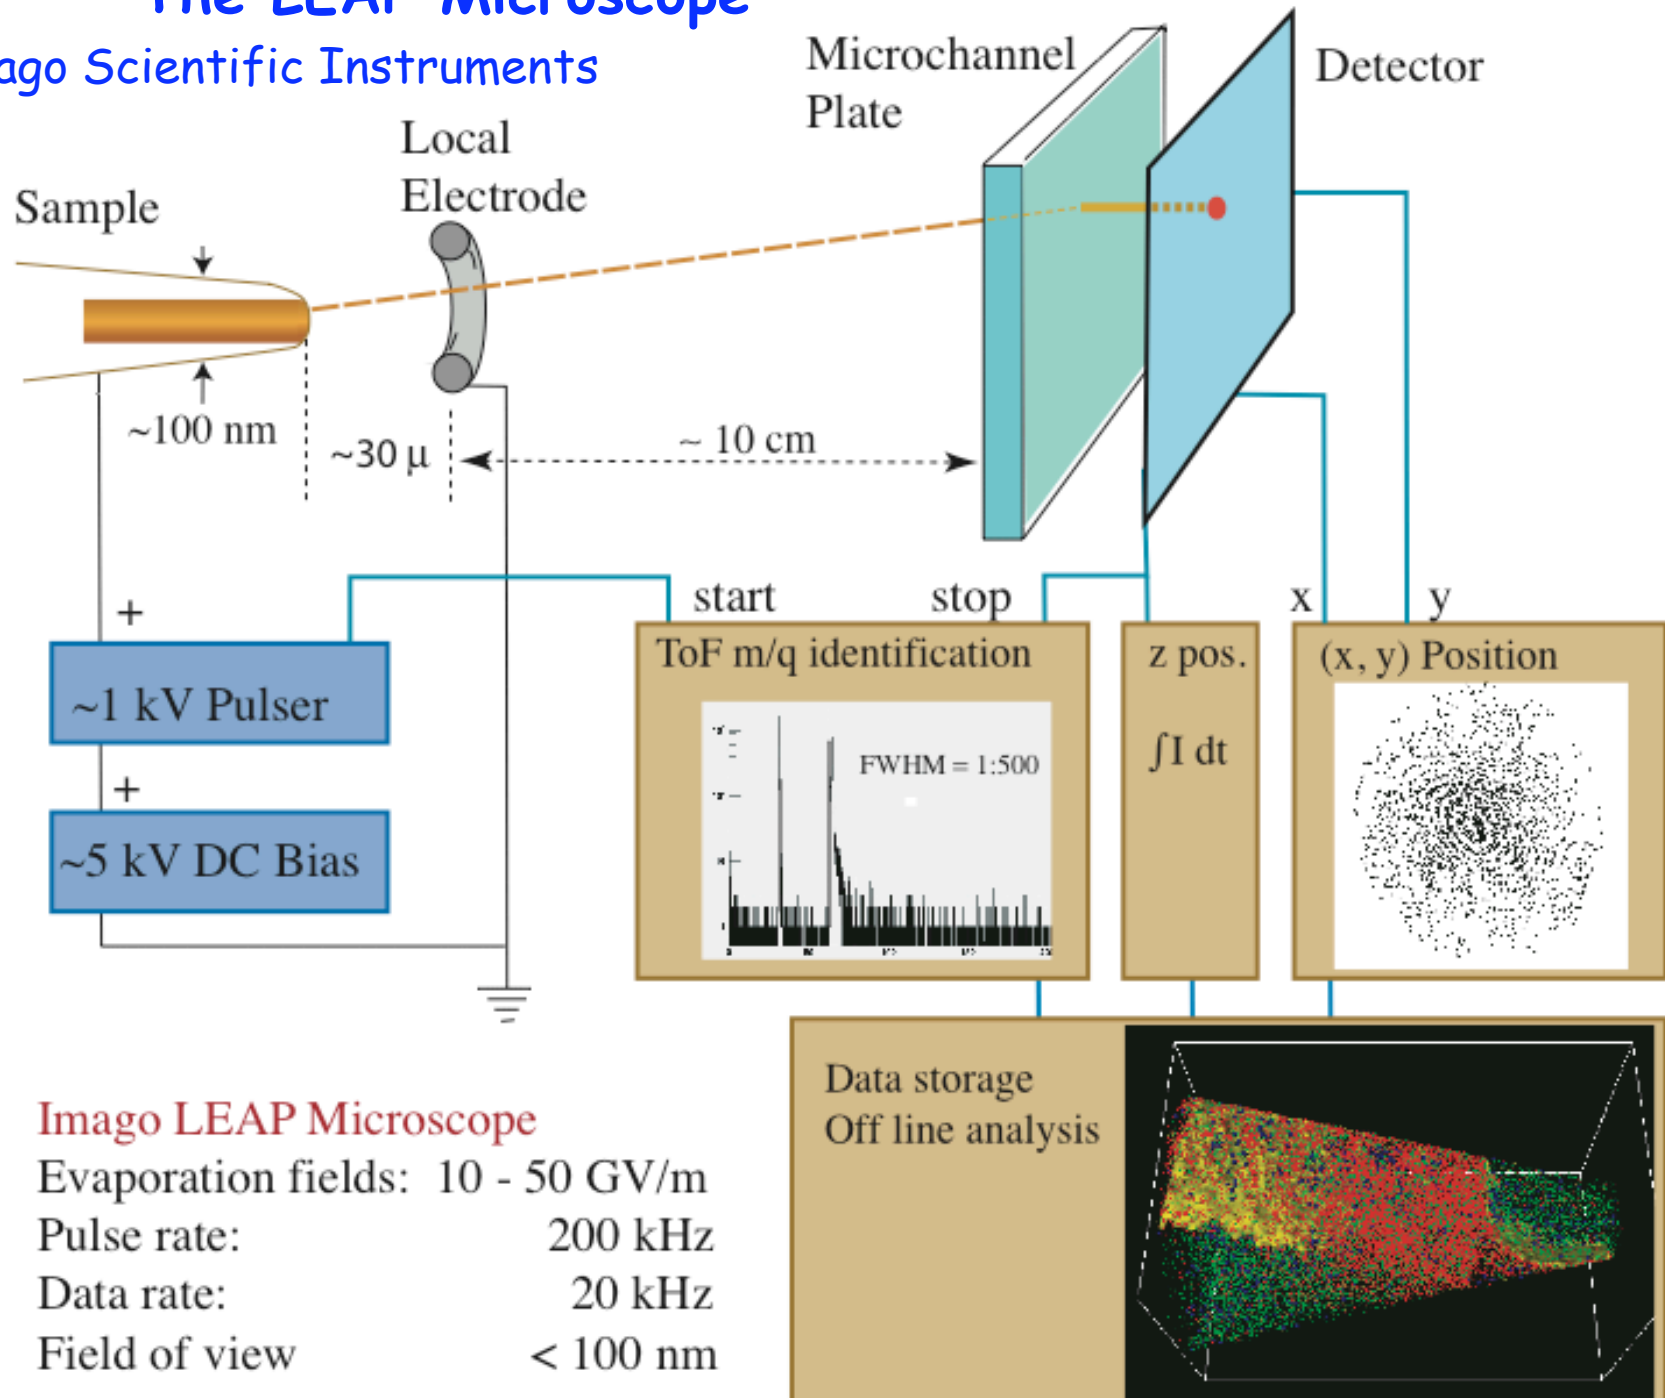 The LEAP Microscope
ago Scientific Instruments
Microchannel
Plate
Detector
Local
Electrode
Sample
~100 nm
~30 μ
~ 10 cm
start
stop
x
y
+
~1 kV Pulser
+
~5 kV DC Bias
ToF m/q identification
FWHM = 1:500
z pos.
∫I dt
(x, y) Position
Data storage
Off line analysis
Imago LEAP Microscope
Evaporation fields: 10 - 50 GV/m
Pulse rate: 200 kHz
Data rate: 20 kHz
Field of view < 100 nm